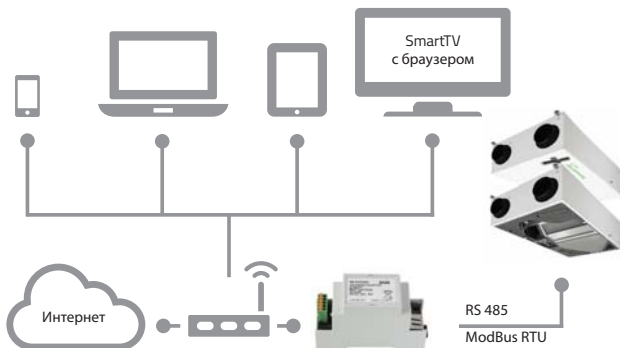 SmartTV
с браузером
Интернет
RS 485
ModBus RTU